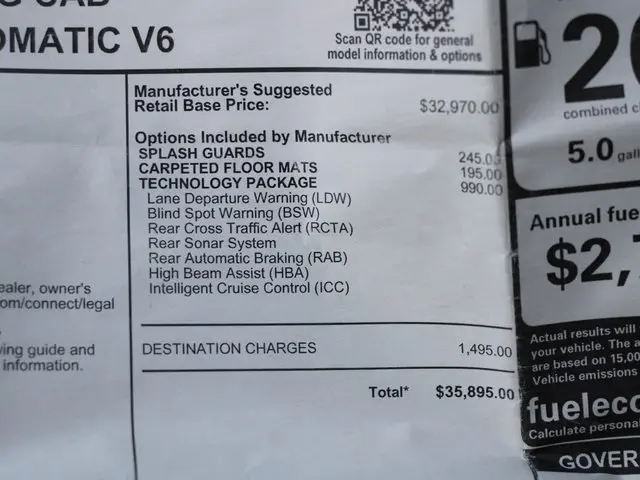 OMATIC V6
Scan QR code for general
model information & options
Manufacturer's Suggested
Retail Base Price: $32,970.00
Options Included by Manufacturer
SPLASH GUARDS 245.00
CARPETED FLOOR MATS 195.00
TECHNOLOGY PACKAGE 990.00
Lane Departure Warning (LDW)
Blind Spot Warning (BSW)
Rear Cross Traffic Alert (RCTA)
Rear Sonar System
Rear Automatic Braking (RAB)
High Beam Assist (HBA)
Intelligent Cruise Control (ICC)
DESTINATION CHARGES 1,495.00
Total* $35,895.00
ealer, owner's
om/connect/legal
ving guide and
information.
2
combined c
5.0 gall
Annual fue
$2,
Actual results will
your vehicle. The a
are based on 15,00
Vehicle emissions
fueleco
Calculate persona
GOVER